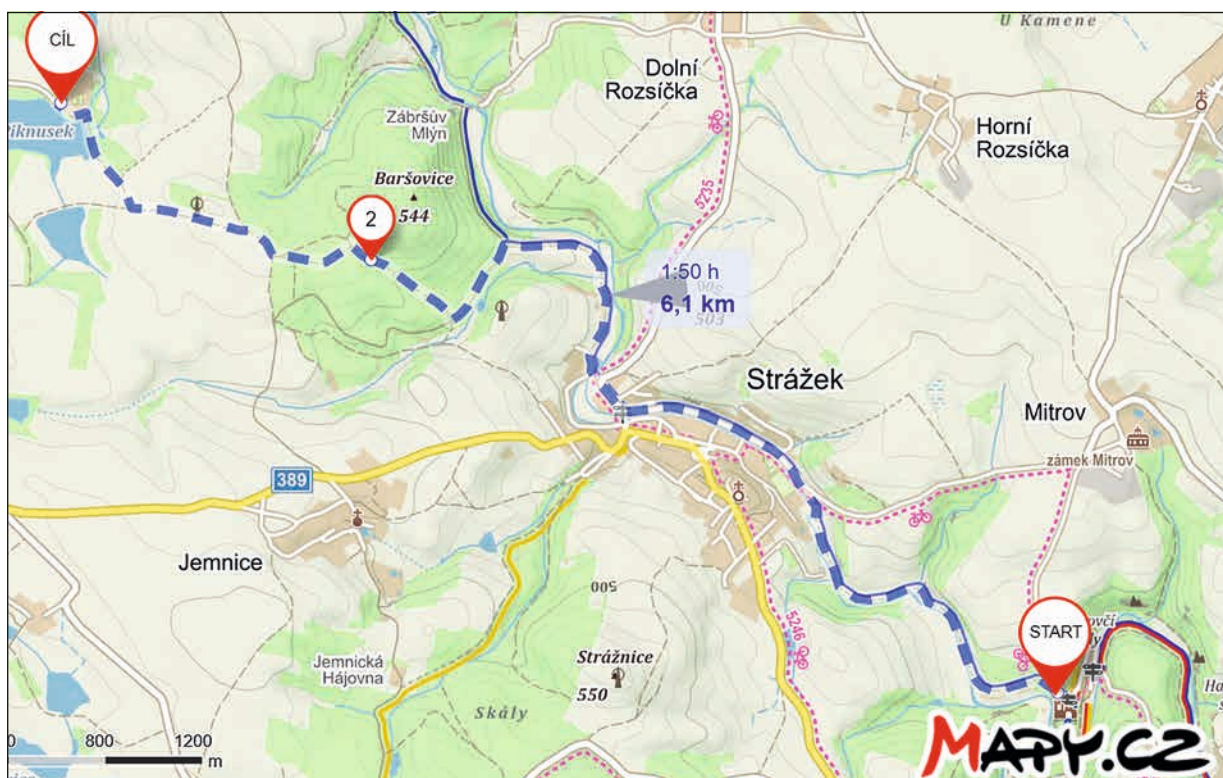 CÍL
U Kamene
Dolní
Rozsíčka
Zábršův
Mlýn
Horní
Rozsíčka
Baršovice
544
2
5235
1:50 h
6,1 km
500
503
Strážek
Mitrov
zámek Mitrov
389
Jemnice
500
5246
START
Jemnická
Hájovna
Strážnice
550
Skály
0 800 1200
m
MAPY.CZ